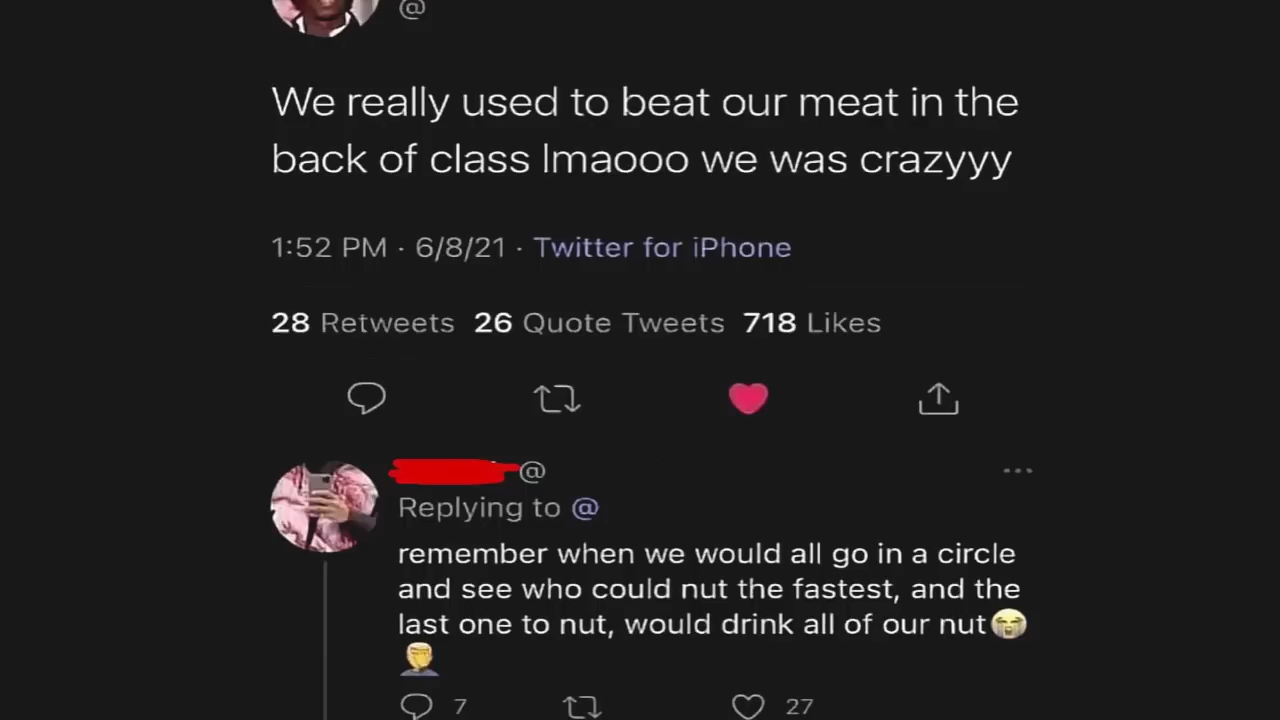 @
We really used to beat our meat in the
back of class lmaooo we was crazyyy
1:52 PM · 6/8/21 · Twitter for iPhone
28 Retweets 26 Quote Tweets 718 Likes
@
Replying to @
remember when we would all go in a circle
and see who could nut the fastest, and the
last one to nut, would drink all of our nut😭
🤦
7 27